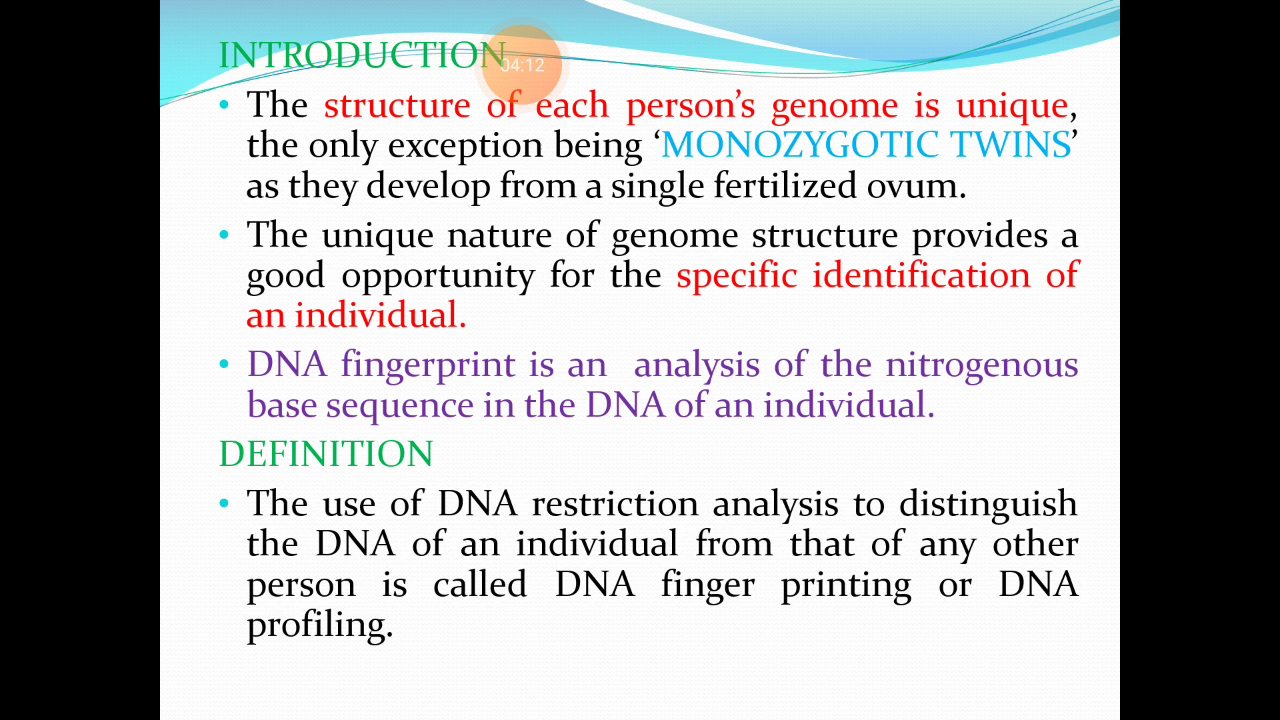 INTRODUCTION
04:12
• The structure of each person’s genome is unique,
the only exception being ‘MONOZYGOTIC TWINS’
as they develop from a single fertilized ovum.
• The unique nature of genome structure provides a
good opportunity for the specific identification of
an individual.
• DNA fingerprint is an analysis of the nitrogenous
base sequence in the DNA of an individual.
DEFINITION
• The use of DNA restriction analysis to distinguish
the DNA of an individual from that of any other
person is called DNA finger printing or DNA
profiling.